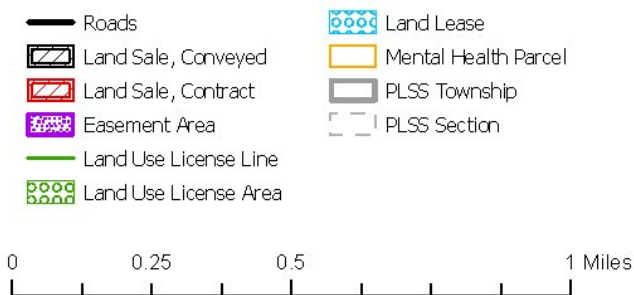 Roads
Land Sale, Conveyed
Land Sale, Contract
Easement Area
Land Use License Line
Land Use License Area
Land Lease
Mental Health Parcel
PLSS Township
PLSS Section
0 0.25 0.5 1 Miles